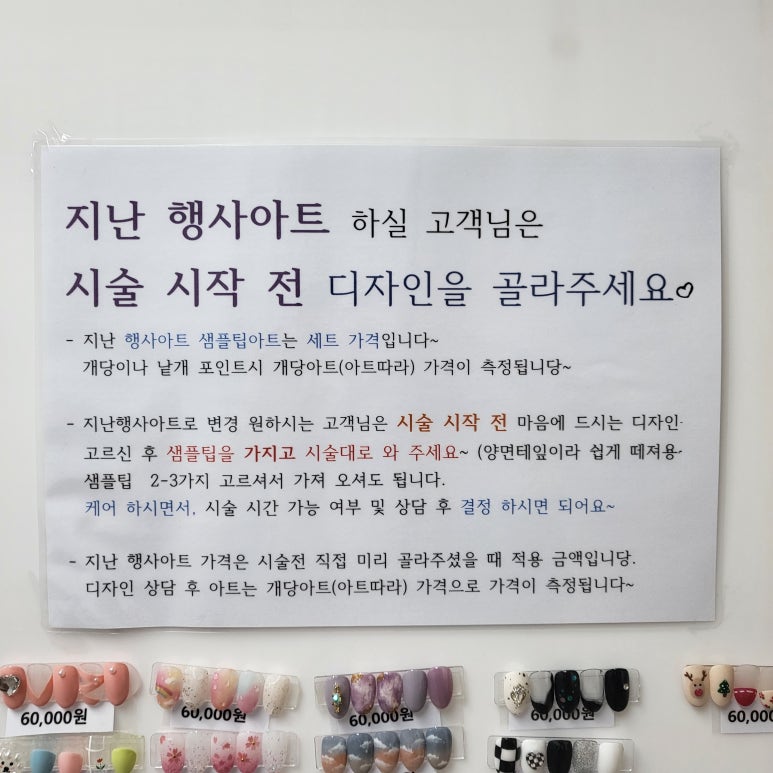 지난 행사아트 하실 고객님은
시술 시작 전 디자인을 골라주세요♡
- 지난 행사아트 샘플팁아트는 세트 가격입니다~
개당이나 낱개 포인트시 개당아트(아트따라) 가격이 측정됩니당~
- 지난행사아트로 변경 원하시는 고객님은 시술 시작 전 마음에 드시는 디자인
고르신 후 샘플팁을 가지고 시술대로 와 주세요~ (양면테잎이라 쉽게 떼져용~
샘플팁 2-3가지 고르셔서 가져 오셔도 됩니다.
케어 하시면서, 시술 시간 가능 여부 및 상담 후 결정 하시면 되어요~
- 지난 행사아트 가격은 시술전 직접 미리 골라주셨을 때 적용 금액입니당.
디자인 상담 후 아트는 개당아트(아트따라) 가격으로 가격이 측정됩니다~
60,000원 60,000원 60,000원 60,000원 60,000